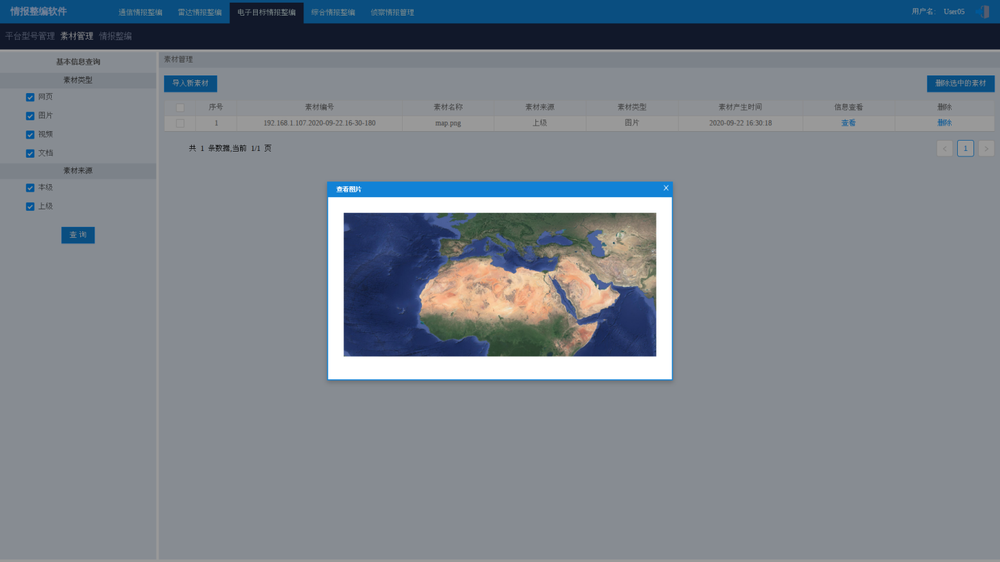 情报整编软件 通信情报整编 雷达情报整编 电子目标情报整编 综合情报整编 侦察情报管理 用户名: User05
平台型号管理 素材管理 情报整编
基本信息查询
素材类型
网页
图片
视频
文档
素材来源
本级
上级
查 询
素材管理
导入新素材 删除选中的素材
序号 素材编号 素材名称 素材来源 素材类型 素材产生时间 信息查看 删除
1 192.168.1.107.2020-09-22.16-30-180 map.png 上级 图片 2020-09-22 16:30:18 查看 删除
共 1 条数据,当前 1/1 页 < 1 >
查看图片 X